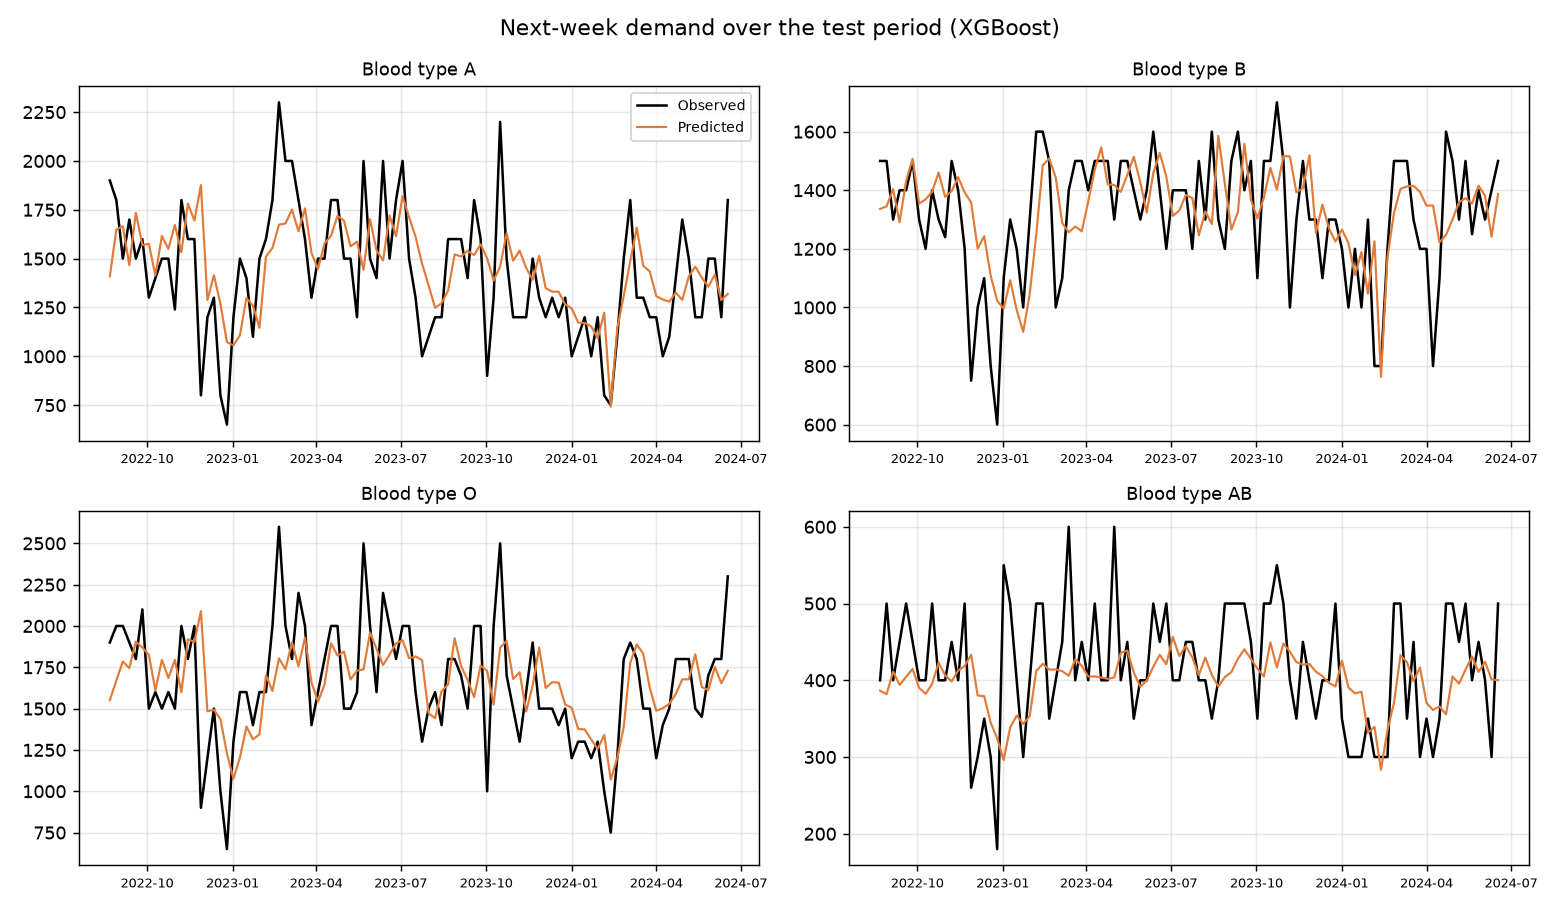 Next-week demand over the test period (XGBoost)
Blood type A
2250
2000
1750
1500
1250
1000
750
Observed
Predicted
2022-10 2023-01 2023-04 2023-07 2023-10 2024-01 2024-04 2024-07
Blood type B
1600
1400
1200
1000
800
600
2022-10 2023-01 2023-04 2023-07 2023-10 2024-01 2024-04 2024-07
Blood type O
2500
2250
2000
1750
1500
1250
1000
750
2022-10 2023-01 2023-04 2023-07 2023-10 2024-01 2024-04 2024-07
Blood type AB
600
500
400
300
200
2022-10 2023-01 2023-04 2023-07 2023-10 2024-01 2024-04 2024-07